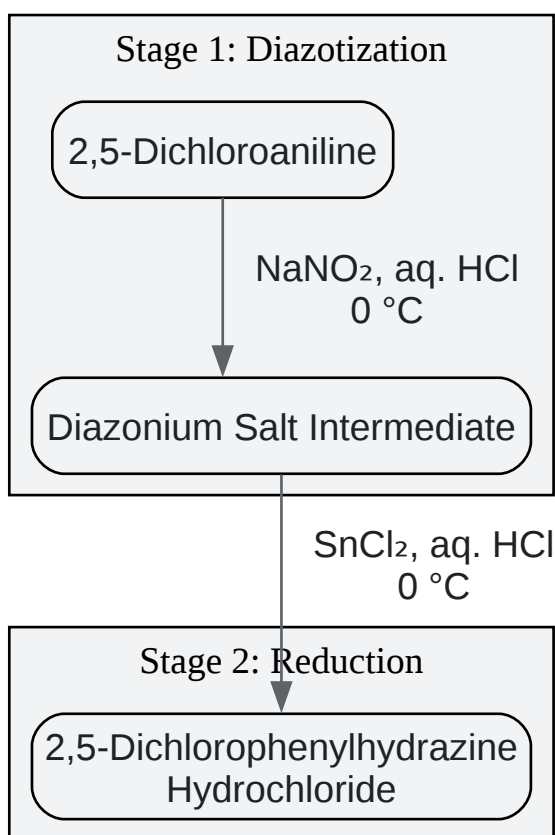 Stage 1: Diazotization
2,5-Dichloroaniline
NaNO₂, aq. HCl
0 °C
Diazonium Salt Intermediate
SnCl₂, aq. HCl
0 °C
Stage 2: Reduction
2,5-Dichlorophenylhydrazine
Hydrochloride